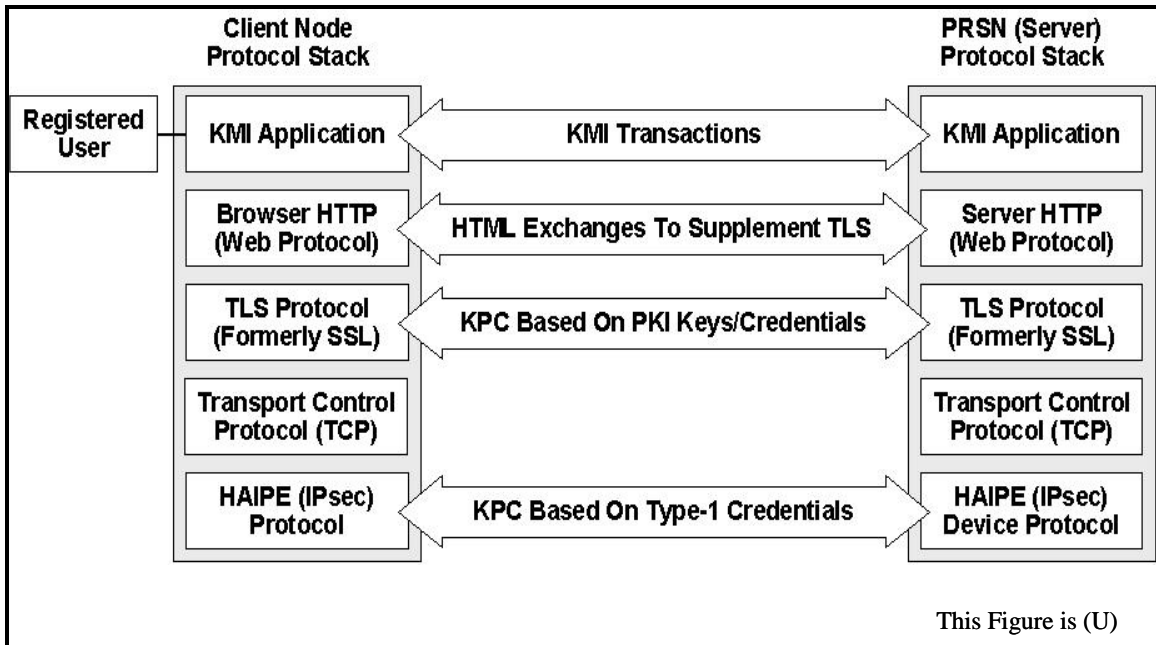 Client Node
Protocol Stack
PRSN (Server)
Protocol Stack
Registered
User
KMI Application
KMI Transactions
KMI Application
Browser HTTP
(Web Protocol)
HTML Exchanges To Supplement TLS
Server HTTP
(Web Protocol)
TLS Protocol
(Formerly SSL)
KPC Based On PKI Keys/Credentials
TLS Protocol
(Formerly SSL)
Transport Control
Protocol (TCP)
Transport Control
Protocol (TCP)
HAIPE (IPsec)
Protocol
KPC Based On Type-1 Credentials
HAIPE (IPsec)
Device Protocol
This Figure is (U)